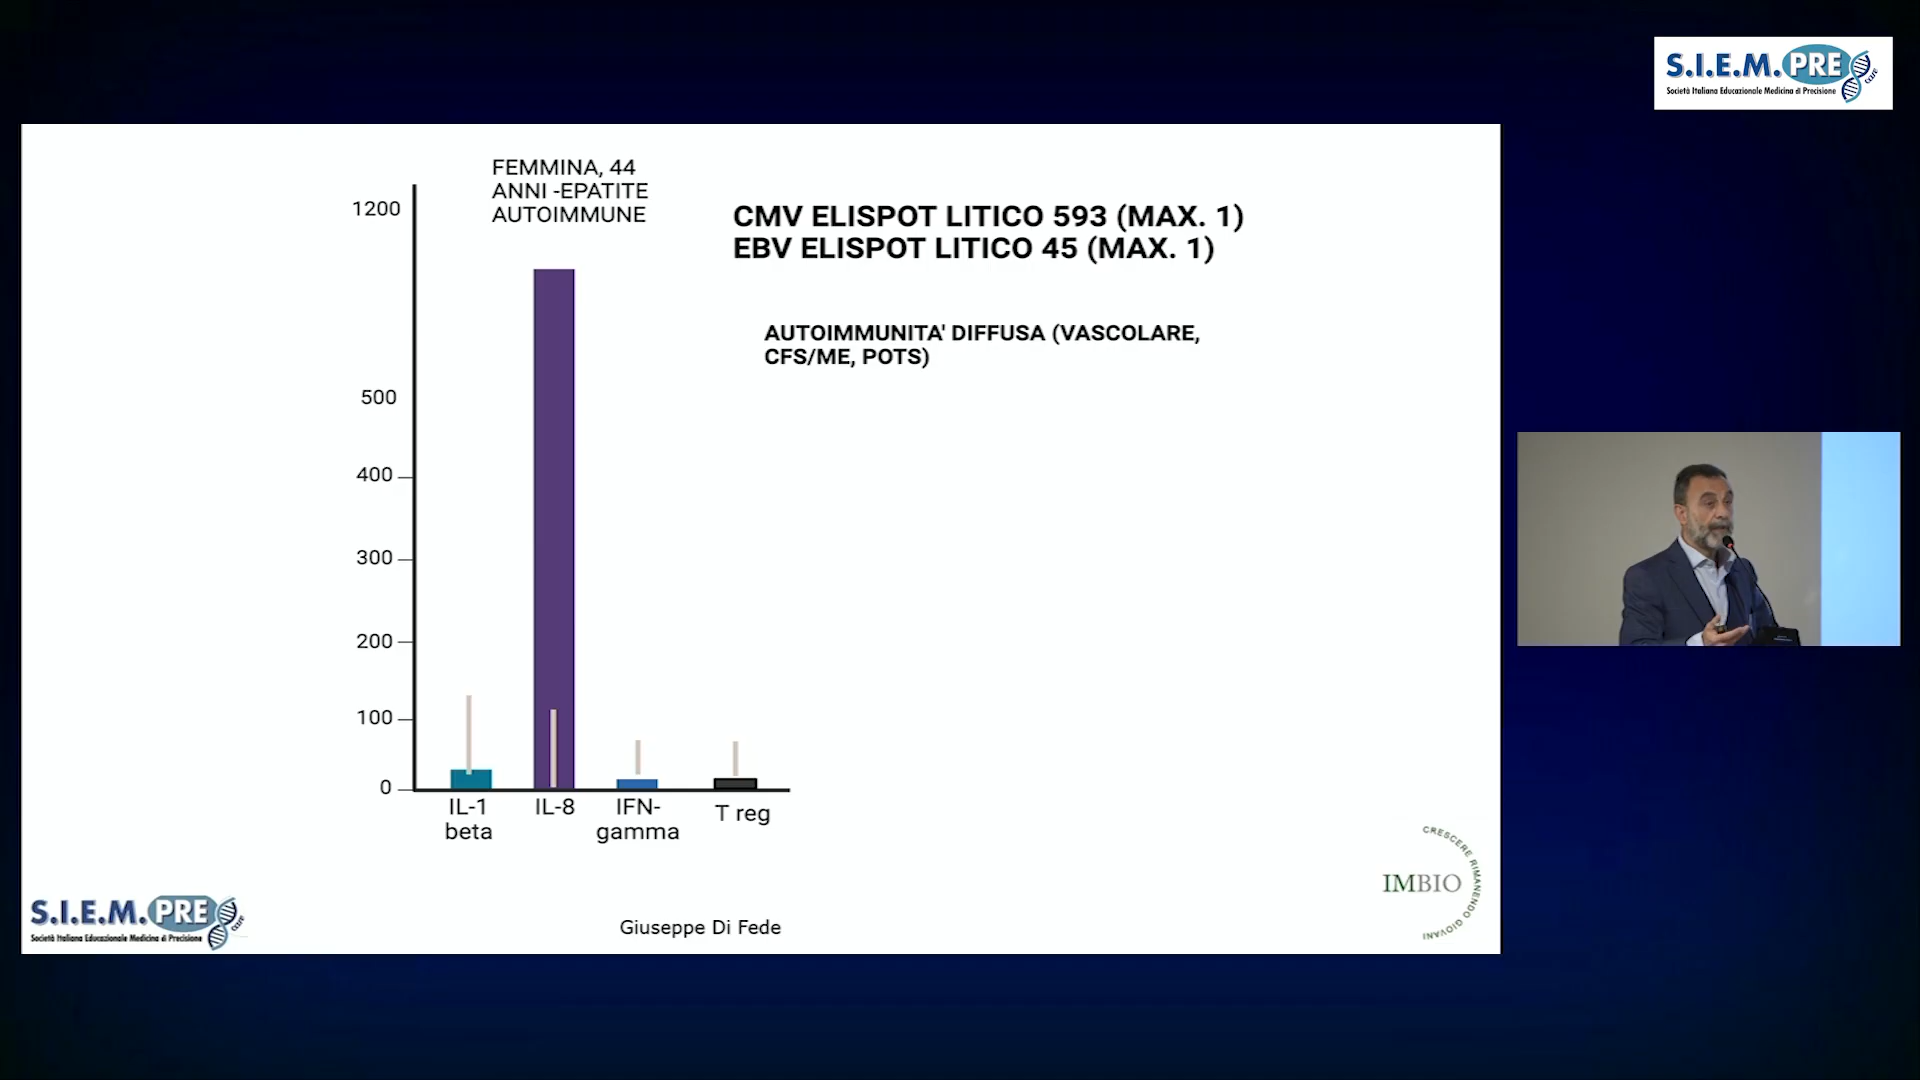 S.I.E.M.PRE
care
Società Italiana Educazionale Medicina di Precisione
FEMMINA, 44
ANNI -EPATITE
AUTOIMMUNE
CMV ELISPOT LITICO 593 (MAX. 1)
EBV ELISPOT LITICO 45 (MAX. 1)
AUTOIMMUNITA' DIFFUSA (VASCOLARE,
CFS/ME, POTS)
1200
500
400
300
200
100
0
IL-1
beta
IL-8
IFN-
gamma
T reg
S.I.E.M.PRE
care
Società Italiana Educazionale Medicina di Precisione
Giuseppe Di Fede
IMBIO
CRESCERE RIMANENDO GIOVANI